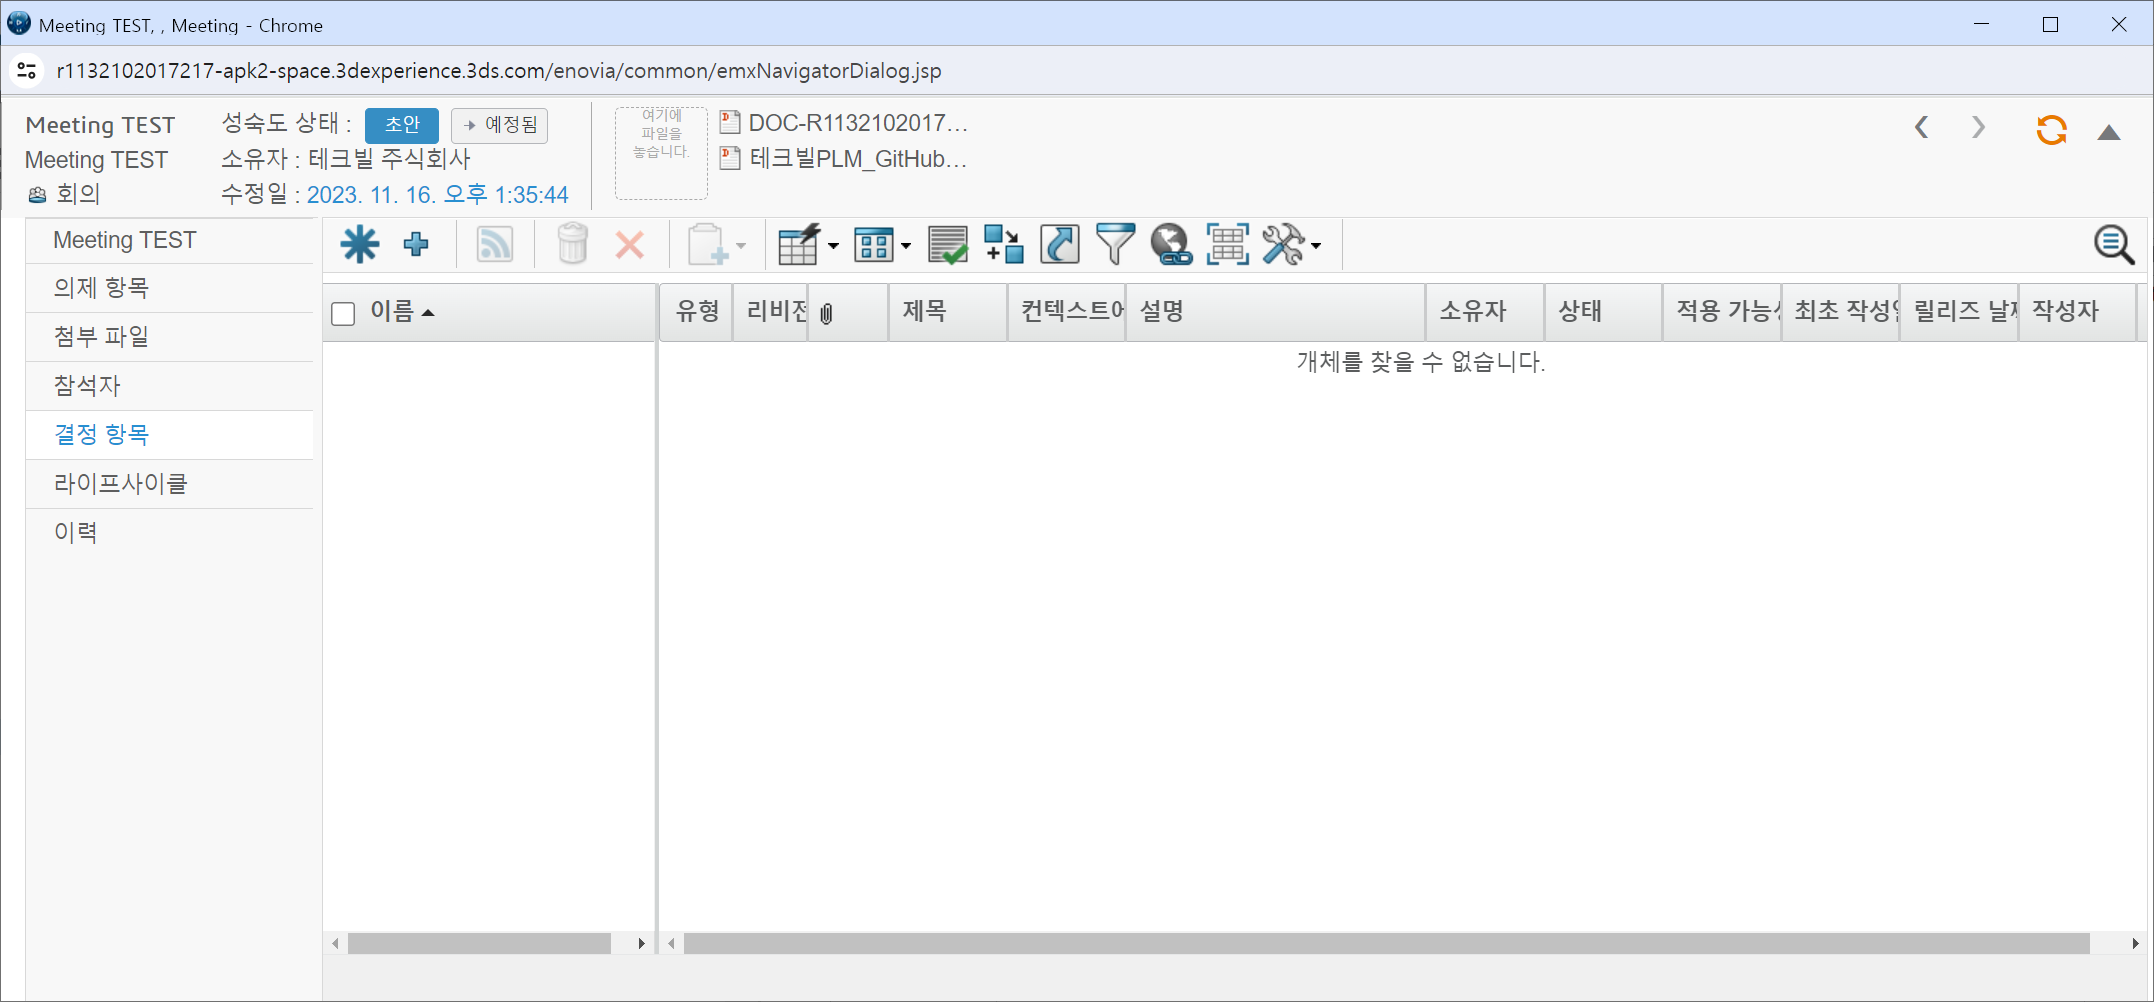 Meeting TEST, , Meeting - Chrome
r1132102017217-apk2-space.3dexperience.3ds.com/enovia/common/emxNavigatorDialog.jsp
Meeting TEST
Meeting TEST
회의
성숙도 상태 : 초안 예정됨
소유자 : 테크빌 주식회사
수정일 : 2023. 11. 16. 오후 1:35:44
여기에
파일을
놓습니다.
DOC-R1132102017...
테크빌PLM_GitHub...
Meeting TEST
의제 항목
첨부 파일
참석자
결정 항목
라이프사이클
이력
이름 유형 리비전 제목 컨텍스트어 설명 소유자 상태 적용 가능성 최초 작성일 릴리즈 날짜 작성자
개체를 찾을 수 없습니다.